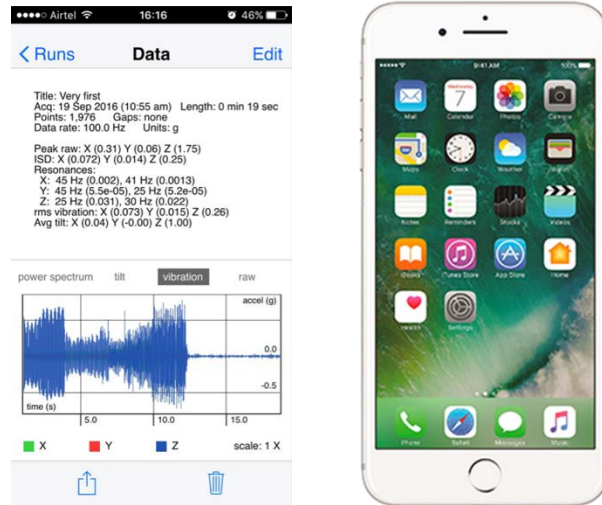 Airtel 16:16 46%
Runs Data Edit
Title: Very first
Acq: 19 Sep 2016 (10:55 am) Length: 0 min 19 sec
Points: 1,976 Gaps: none
Data rate: 100.0 Hz Units: g
Peak raw: X (0.31) Y (0.06) Z (1.75)
ISD: X (0.072) Y (0.014) Z (0.25)
Resonances:
X: 45 Hz (0.002), 41 Hz (0.0013)
Y: 45 Hz (5.5e-05), 25 Hz (5.2e-05)
Z: 25 Hz (0.031), 30 Hz (0.022)
rms vibration: X (0.073) Y (0.015) Z (0.26)
Avg tilt: X (0.04) Y (-0.00) Z (1.00)
power spectrum tilt vibration raw
accel (g)
0.0
-0.5
time (s)
5.0 10.0 15.0
X Y Z scale: 1 X
9:41 AM 100%
Wednesday
7
Mail Calendar Photos Camera
Maps Clock Weather Wallet
Notes Reminders Stocks Videos
iBooks iTunes Store App Store Home
Health Settings
Phone Safari Messages Music